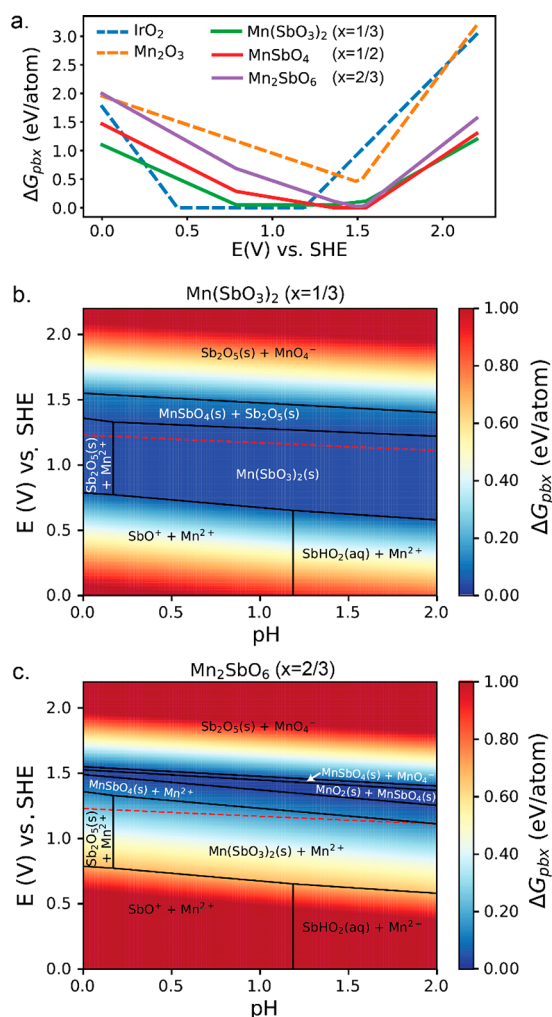 a.
IrO₂
Mn₂O₃
Mn(SbO₃)₂ (x=1/3)
MnSbO₄ (x=1/2)
Mn₂SbO₆ (x=2/3)
ΔG_pbx (eV/atom)
3.0
2.5
2.0
1.5
1.0
0.5
0.0
0.0 0.5 1.0 1.5 2.0
E(V) vs. SHE
b.
Mn(SbO₃)₂ (x=1/3)
E (V) vs. SHE
2.0
1.5
1.0
0.5
0.0
Sb₂O₅(s) + MnO₄⁻
MnSbO₄(s) + Sb₂O₅(s)
Sb₂O₅(s)
+ Mn²⁺
Mn(SbO₃)₂(s)
SbO⁺ + Mn²⁺
SbHO₂(aq) + Mn²⁺
0.0 0.5 1.0 1.5 2.0
pH
1.00
0.80
0.60
0.40
0.20
0.00
ΔG_pbx (eV/atom)
c.
Mn₂SbO₆ (x=2/3)
E (V) vs. SHE
2.0
1.5
1.0
0.5
0.0
Sb₂O₅(s) + MnO₄⁻
MnSbO₄(s) + MnO₄⁻
MnO₂(s) + MnSbO₄(s)
MnSbO₄(s) + Mn²⁺
Sb₂O₅(s)
+ Mn²⁺
Mn(SbO₃)₂(s) + Mn²⁺
SbO⁺ + Mn²⁺
SbHO₂(aq) + Mn²⁻
0.0 0.5 1.0 1.5 2.0
pH
1.00
0.80
0.60
0.40
0.20
0.00
ΔG_pbx (eV/atom)